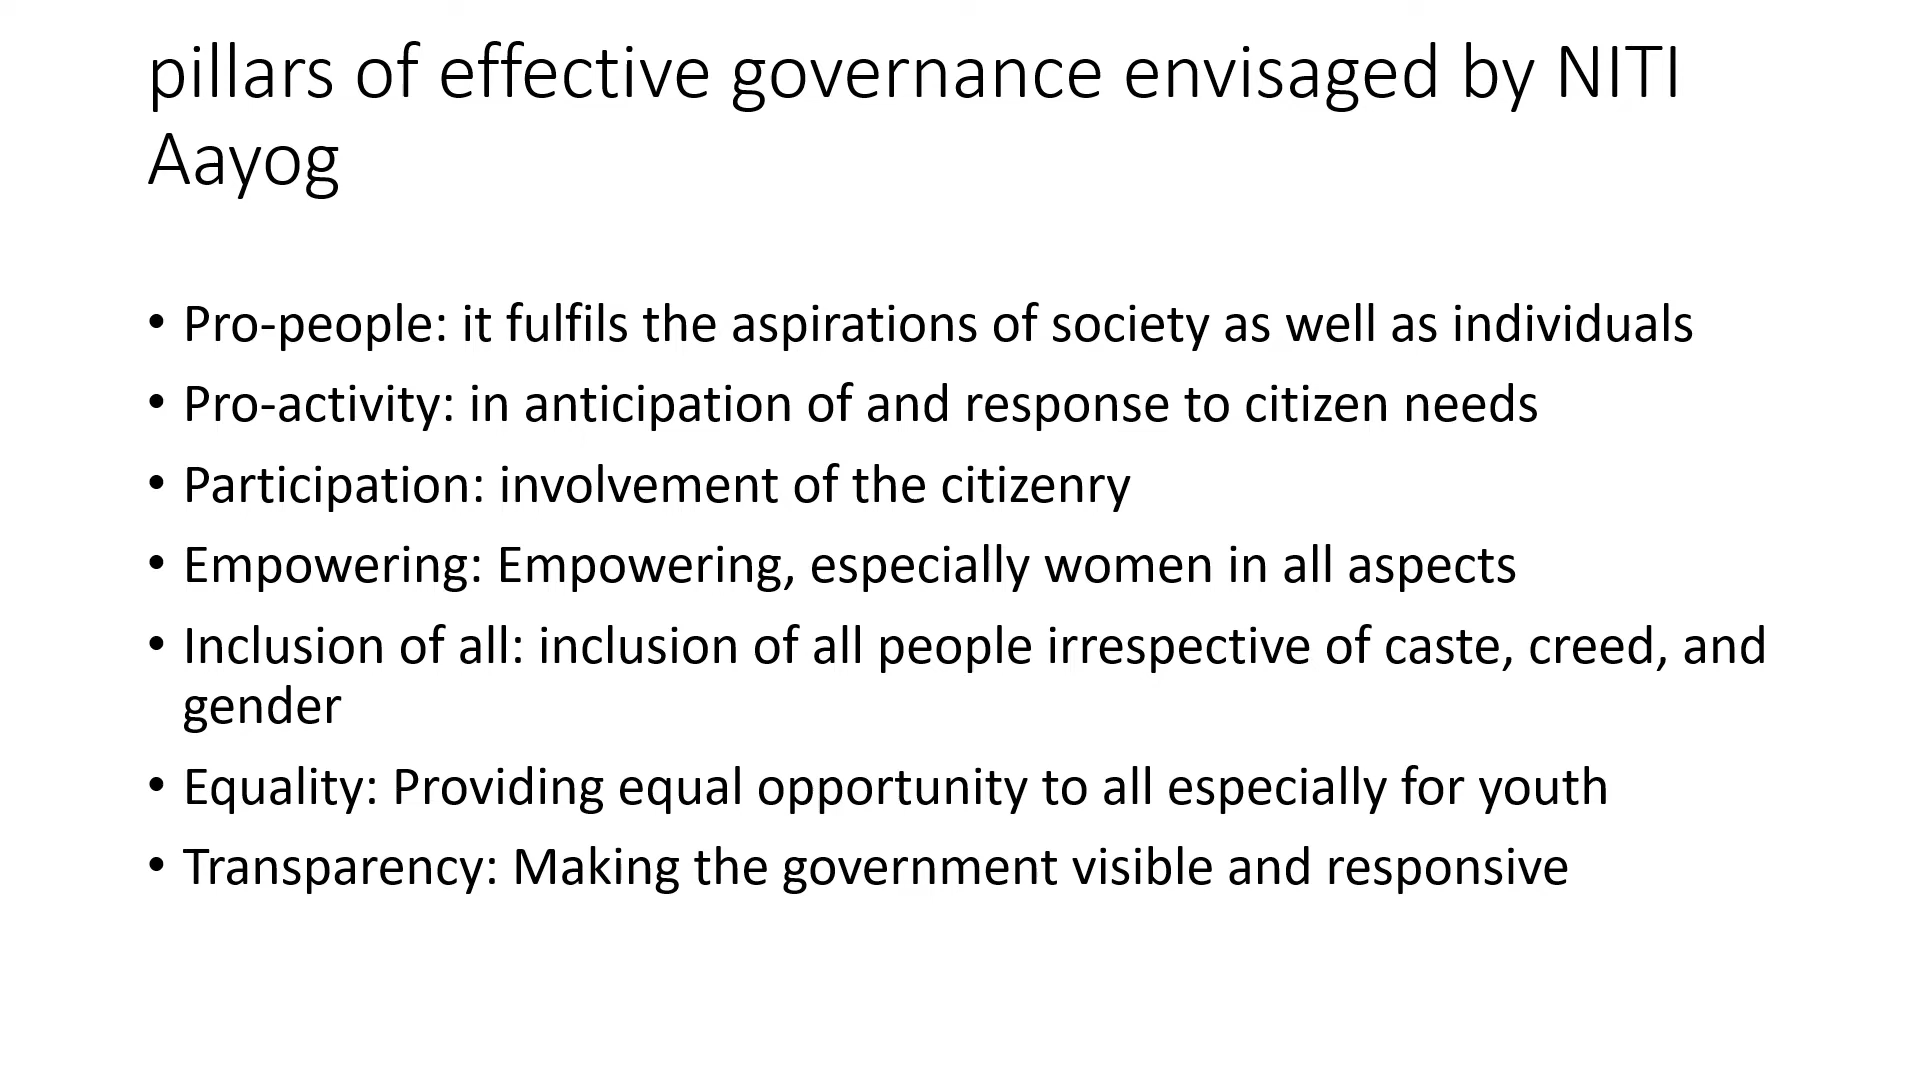 pillars of effective governance envisaged by NITI
Aayog
• Pro-people: it fulfils the aspirations of society as well as individuals
• Pro-activity: in anticipation of and response to citizen needs
• Participation: involvement of the citizenry
• Empowering: Empowering, especially women in all aspects
• Inclusion of all: inclusion of all people irrespective of caste, creed, and
gender
• Equality: Providing equal opportunity to all especially for youth
• Transparency: Making the government visible and responsive